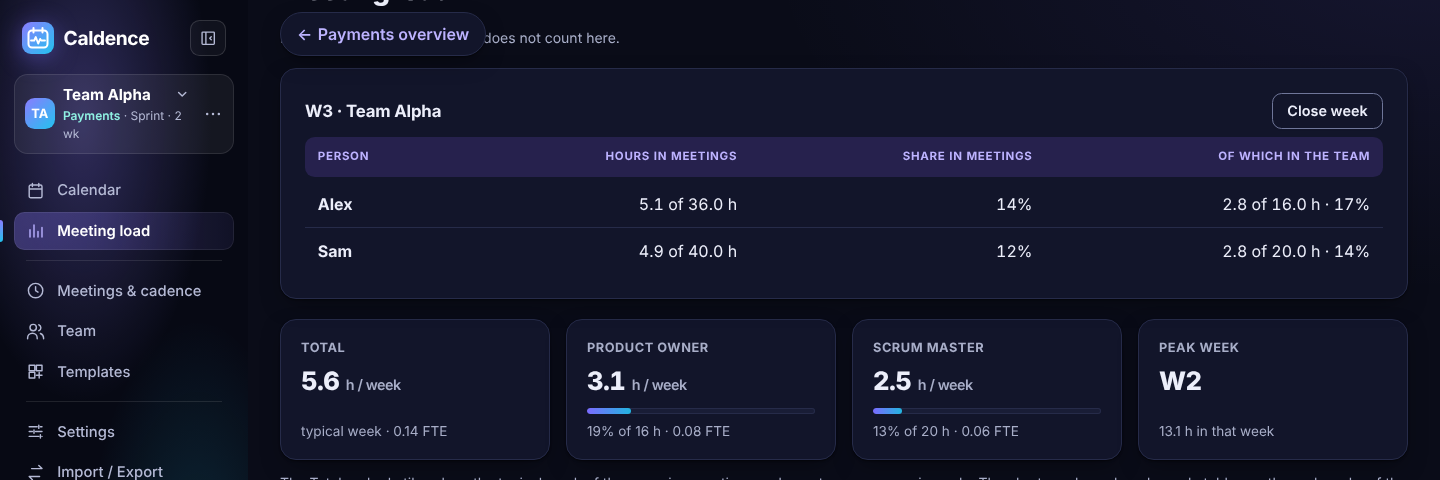 Caldence
TA
Team Alpha
Payments · Sprint · 2
wk
Calendar
Meeting load
Meetings & cadence
Team
Templates
Settings
Import / Export
← Payments overview
does not count here.
W3 · Team Alpha
Close week
PERSON HOURS IN MEETINGS SHARE IN MEETINGS OF WHICH IN THE TEAM
Alex 5.1 of 36.0 h 14% 2.8 of 16.0 h · 17%
Sam 4.9 of 40.0 h 12% 2.8 of 20.0 h · 14%
TOTAL
5.6 h / week
typical week · 0.14 FTE
PRODUCT OWNER
3.1 h / week
19% of 16 h · 0.08 FTE
SCRUM MASTER
2.5 h / week
13% of 20 h · 0.06 FTE
PEAK WEEK
W2
13.1 h in that week